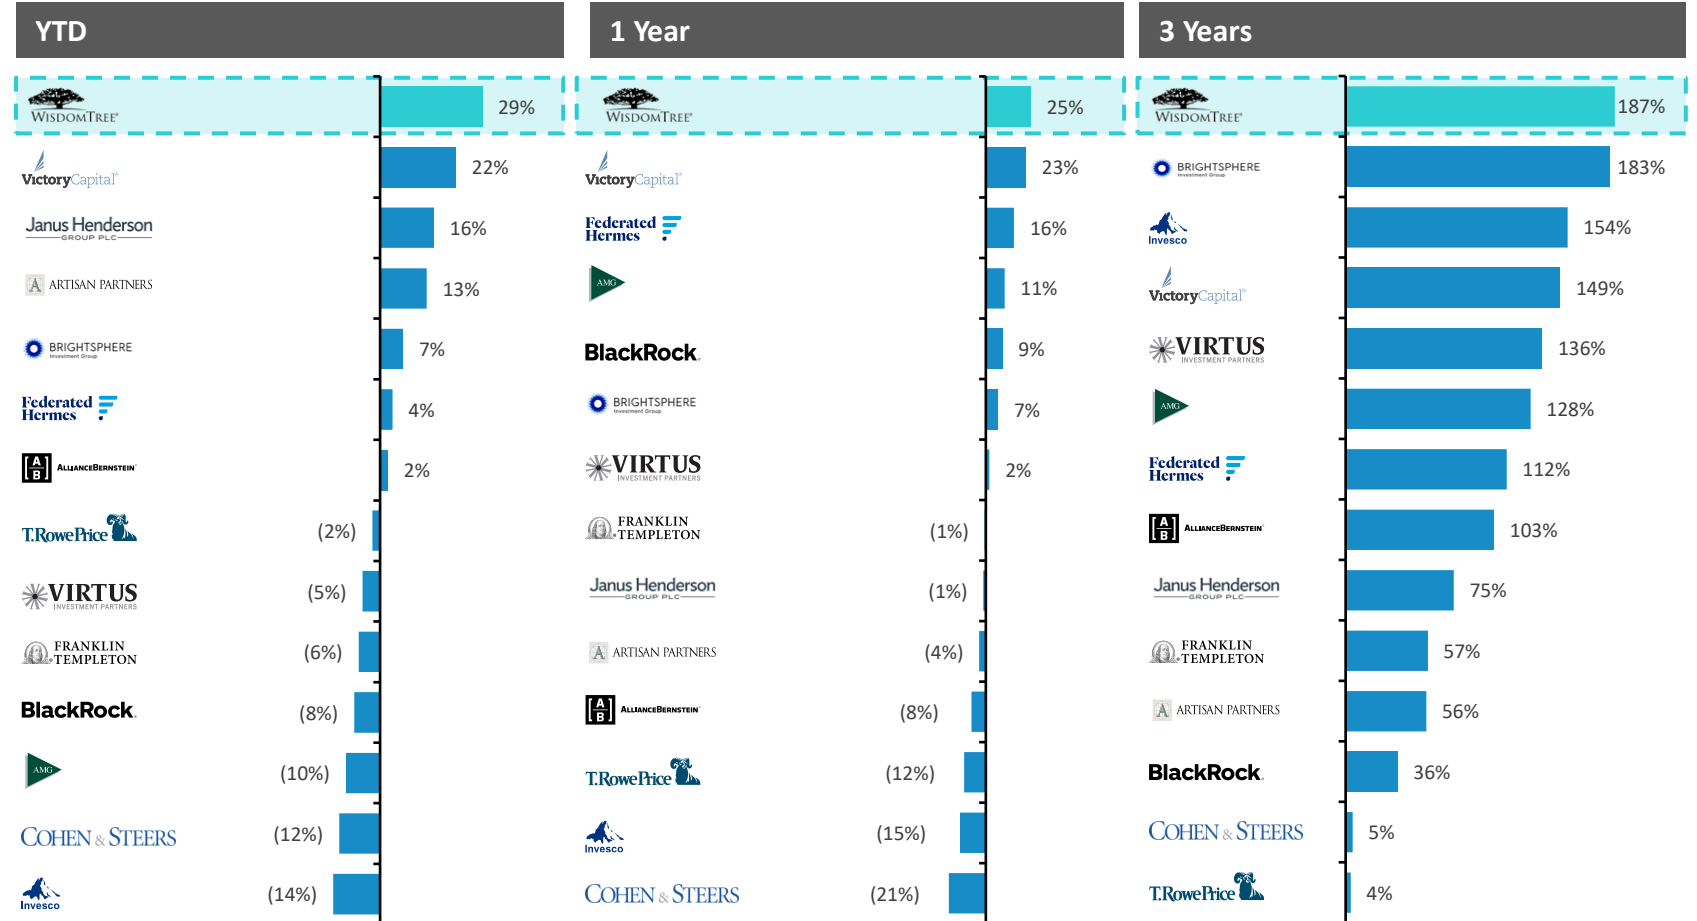 YTD
WISDOMTREE®
29%
VictoryCapital®
22%
Janus Henderson
GROUP PLC
16%
A ARTISAN PARTNERS
13%
BRIGHTSPHERE
Investment Group
7%
Federated
Hermes
4%
[A/B] ALLIANCEBERNSTEIN®
2%
T.RowePrice
(2%)
VIRTUS
INVESTMENT PARTNERS
(5%)
FRANKLIN
TEMPLETON
(6%)
BlackRock.
(8%)
AMG
(10%)
COHEN & STEERS
(12%)
Invesco
(14%)
1 Year
WISDOMTREE®
25%
VictoryCapital®
23%
Federated
Hermes
16%
AMG
11%
BlackRock.
9%
BRIGHTSPHERE
Investment Group
7%
VIRTUS
INVESTMENT PARTNERS
2%
FRANKLIN
TEMPLETON
(1%)
Janus Henderson
GROUP PLC
(1%)
A ARTISAN PARTNERS
(4%)
[A/B] ALLIANCEBERNSTEIN®
(8%)
T.RowePrice
(12%)
Invesco
(15%)
COHEN & STEERS
(21%)
3 Years
WISDOMTREE®
187%
BRIGHTSPHERE
Investment Group
183%
Invesco
154%
VictoryCapital®
149%
VIRTUS
INVESTMENT PARTNERS
136%
AMG
128%
Federated
Hermes
112%
[A/B] ALLIANCEBERNSTEIN®
103%
Janus Henderson
GROUP PLC
75%
FRANKLIN
TEMPLETON
57%
A ARTISAN PARTNERS
56%
BlackRock.
36%
COHEN & STEERS
5%
T.RowePrice
4%